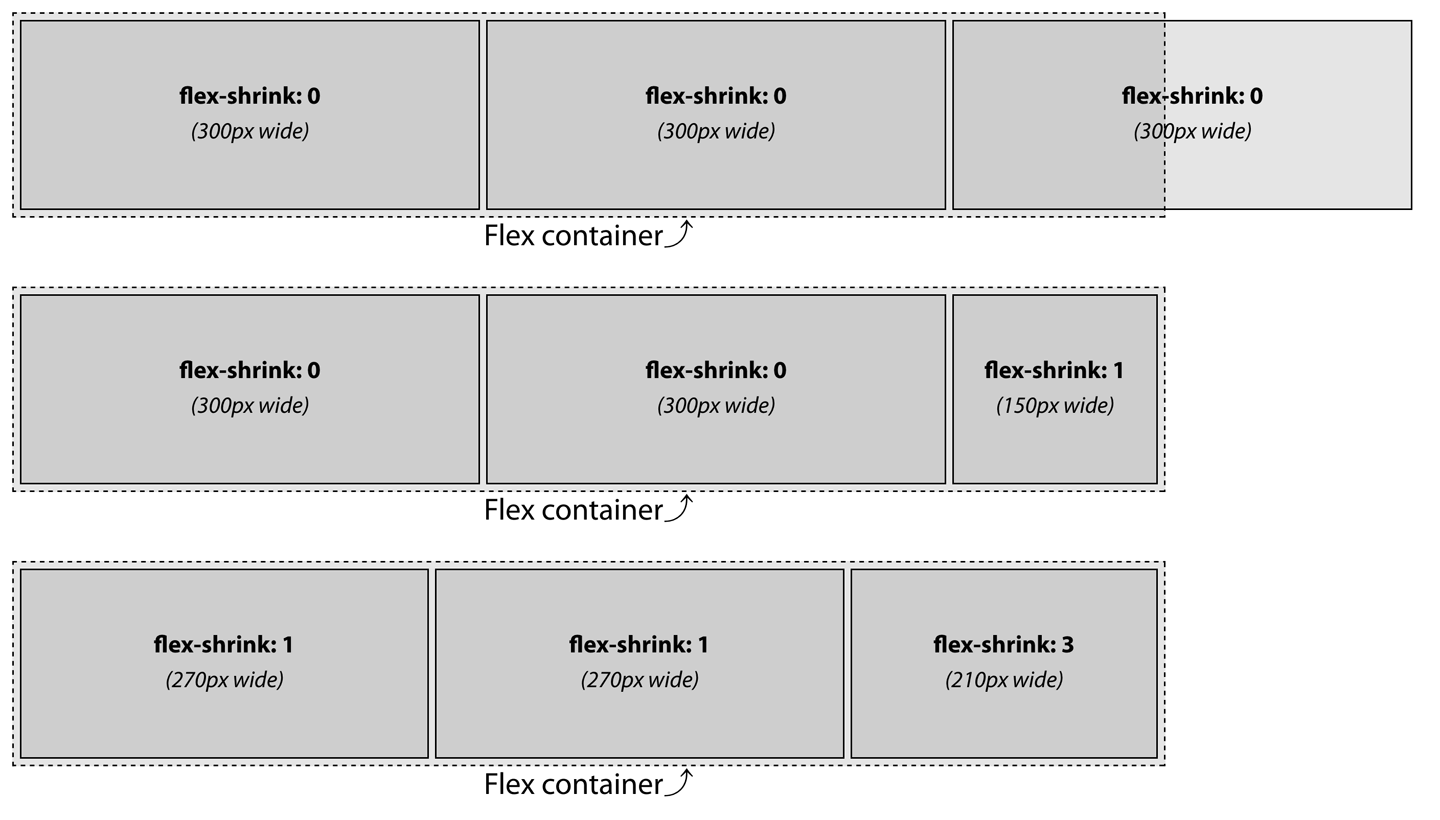 flex-shrink: 0
(300px wide)
flex-shrink: 0
(300px wide)
flex-shrink: 0
(300px wide)
Flex container
flex-shrink: 0
(300px wide)
flex-shrink: 0
(300px wide)
flex-shrink: 1
(150px wide)
Flex container
flex-shrink: 1
(270px wide)
flex-shrink: 1
(270px wide)
flex-shrink: 3
(210px wide)
Flex container